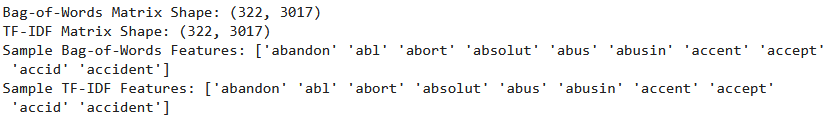 Bag-of-Words Matrix Shape: (322, 3017)
TF-IDF Matrix Shape: (322, 3017)
Sample Bag-of-Words Features: ['abandon' 'abl' 'abort' 'absolut' 'abus' 'abusin' 'accent' 'accept'
 'accid' 'accident']
Sample TF-IDF Features: ['abandon' 'abl' 'abort' 'absolut' 'abus' 'abusin' 'accent' 'accept'
 'accid' 'accident']